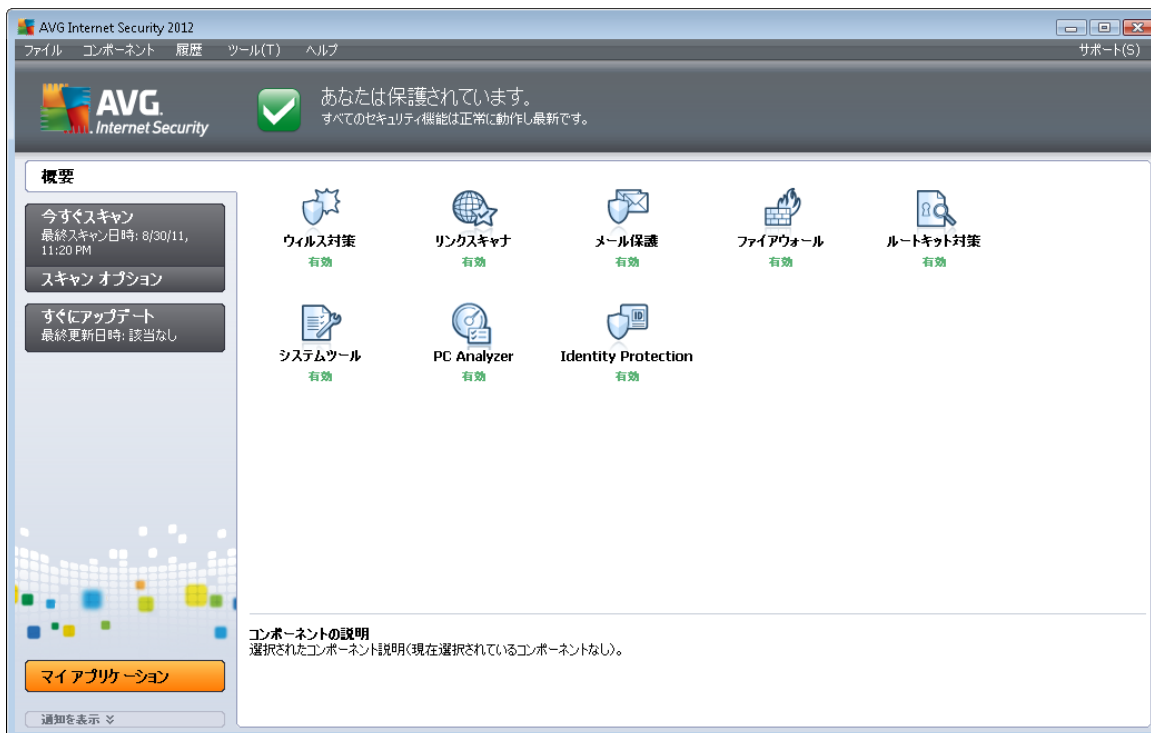 AVG Internet Security 2012
ファイル コンポーネント 履歴 ツール(T) ヘルプ サポート(S)
AVG.
Internet Security
あなたは保護されています。
すべてのセキュリティ機能は正常に動作し最新です。
概要
今すぐスキャン
最終スキャン日時: 8/30/11,
11:20 PM
スキャン オプション
すぐにアップデート
最終更新日時: 該当なし
ウィルス対策 リンクスキャナ メール保護 ファイアウォール ルートキット対策
有効 有効 有効 有効 有効
システムツール PC Analyzer Identity Protection
有効 有効 有効
コンポーネントの説明
選択されたコンポーネント説明(現在選択されているコンポーネントなし)。
マイ アプリケーション
通知を表示